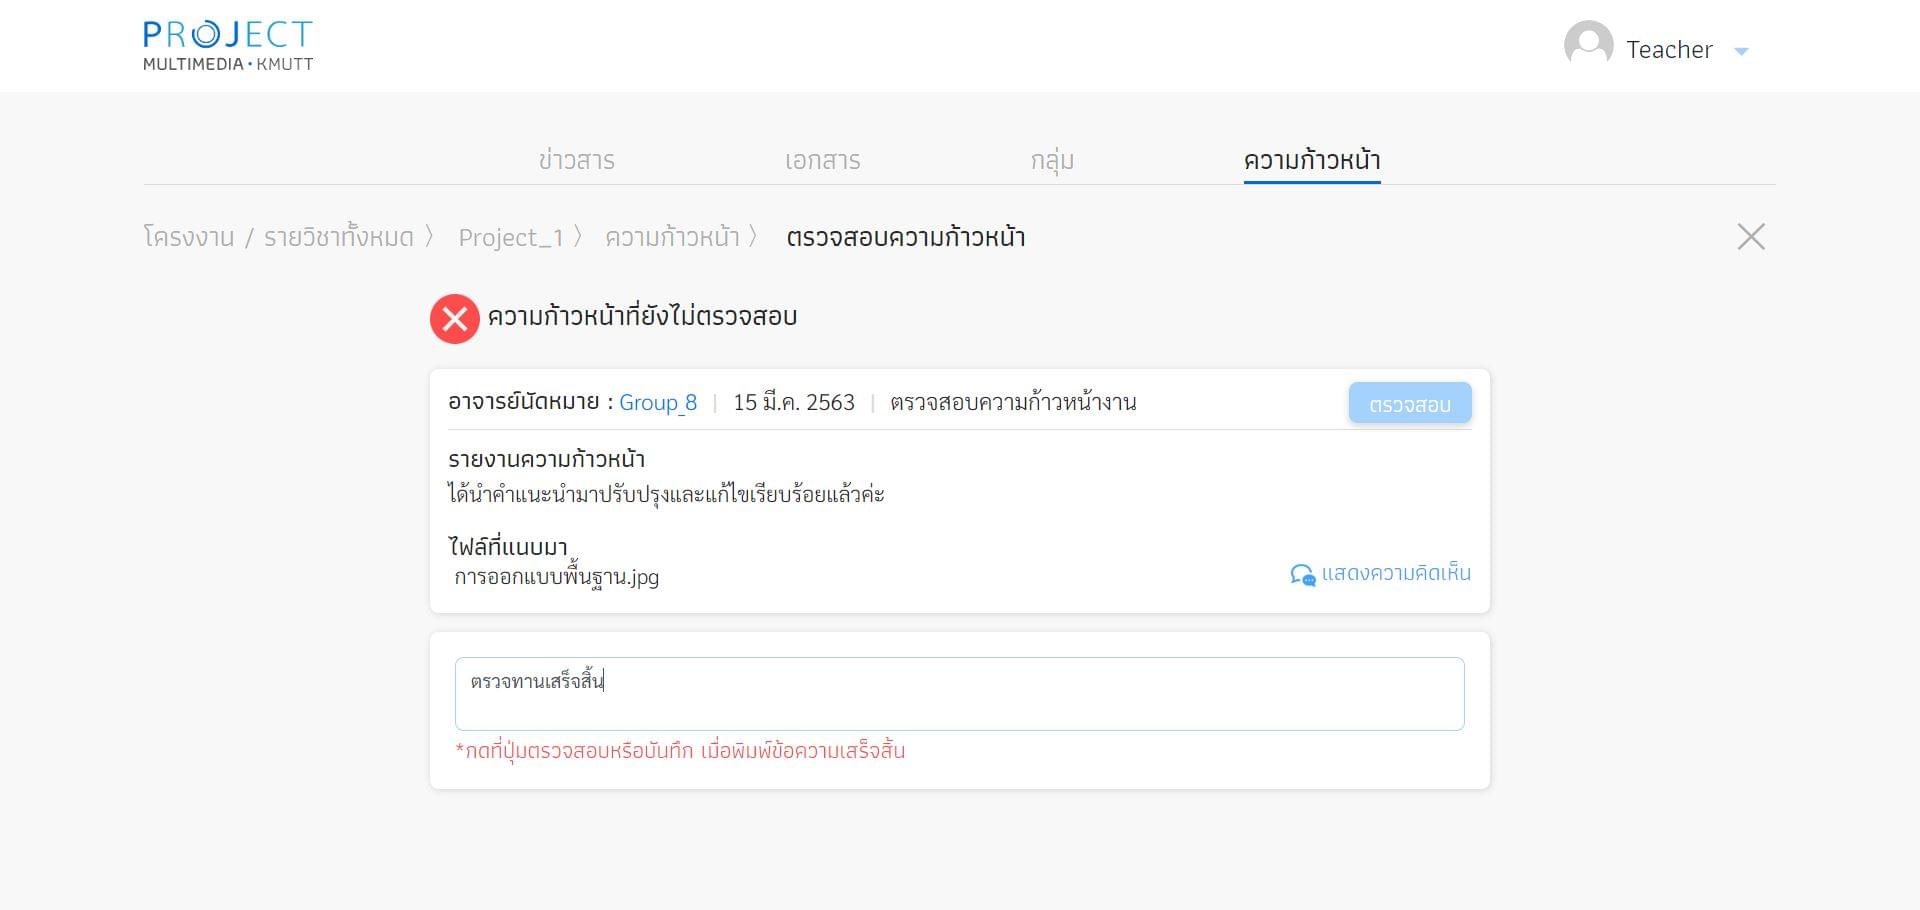 PROJECT
MULTIMEDIA • KMUTT
Teacher
ข่าวสาร เอกสาร กลุ่ม ความก้าวหน้า
โครงงาน / รายวิชาทั้งหมด 〉 Project_1 〉 ความก้าวหน้า 〉 ตรวจสอบความก้าวหน้า
ความก้าวหน้าที่ยังไม่ตรวจสอบ
อาจารย์นัดหมาย : Group_8 | 15 มี.ค. 2563 | ตรวจสอบความก้าวหน้างาน ตรวจสอบ
รายงานความก้าวหน้า
ได้นำคำแนะนำมาปรับปรุงและแก้ไขเรียบร้อยแล้วค่ะ
ไฟล์ที่แนบมา
การออกแบบพื้นฐาน.jpg
แสดงความคิดเห็น
ตรวจทานเสร็จสิ้น
*กดที่ปุ่มตรวจสอบหรือบันทึก เมื่อพิมพ์ข้อความเสร็จสิ้น